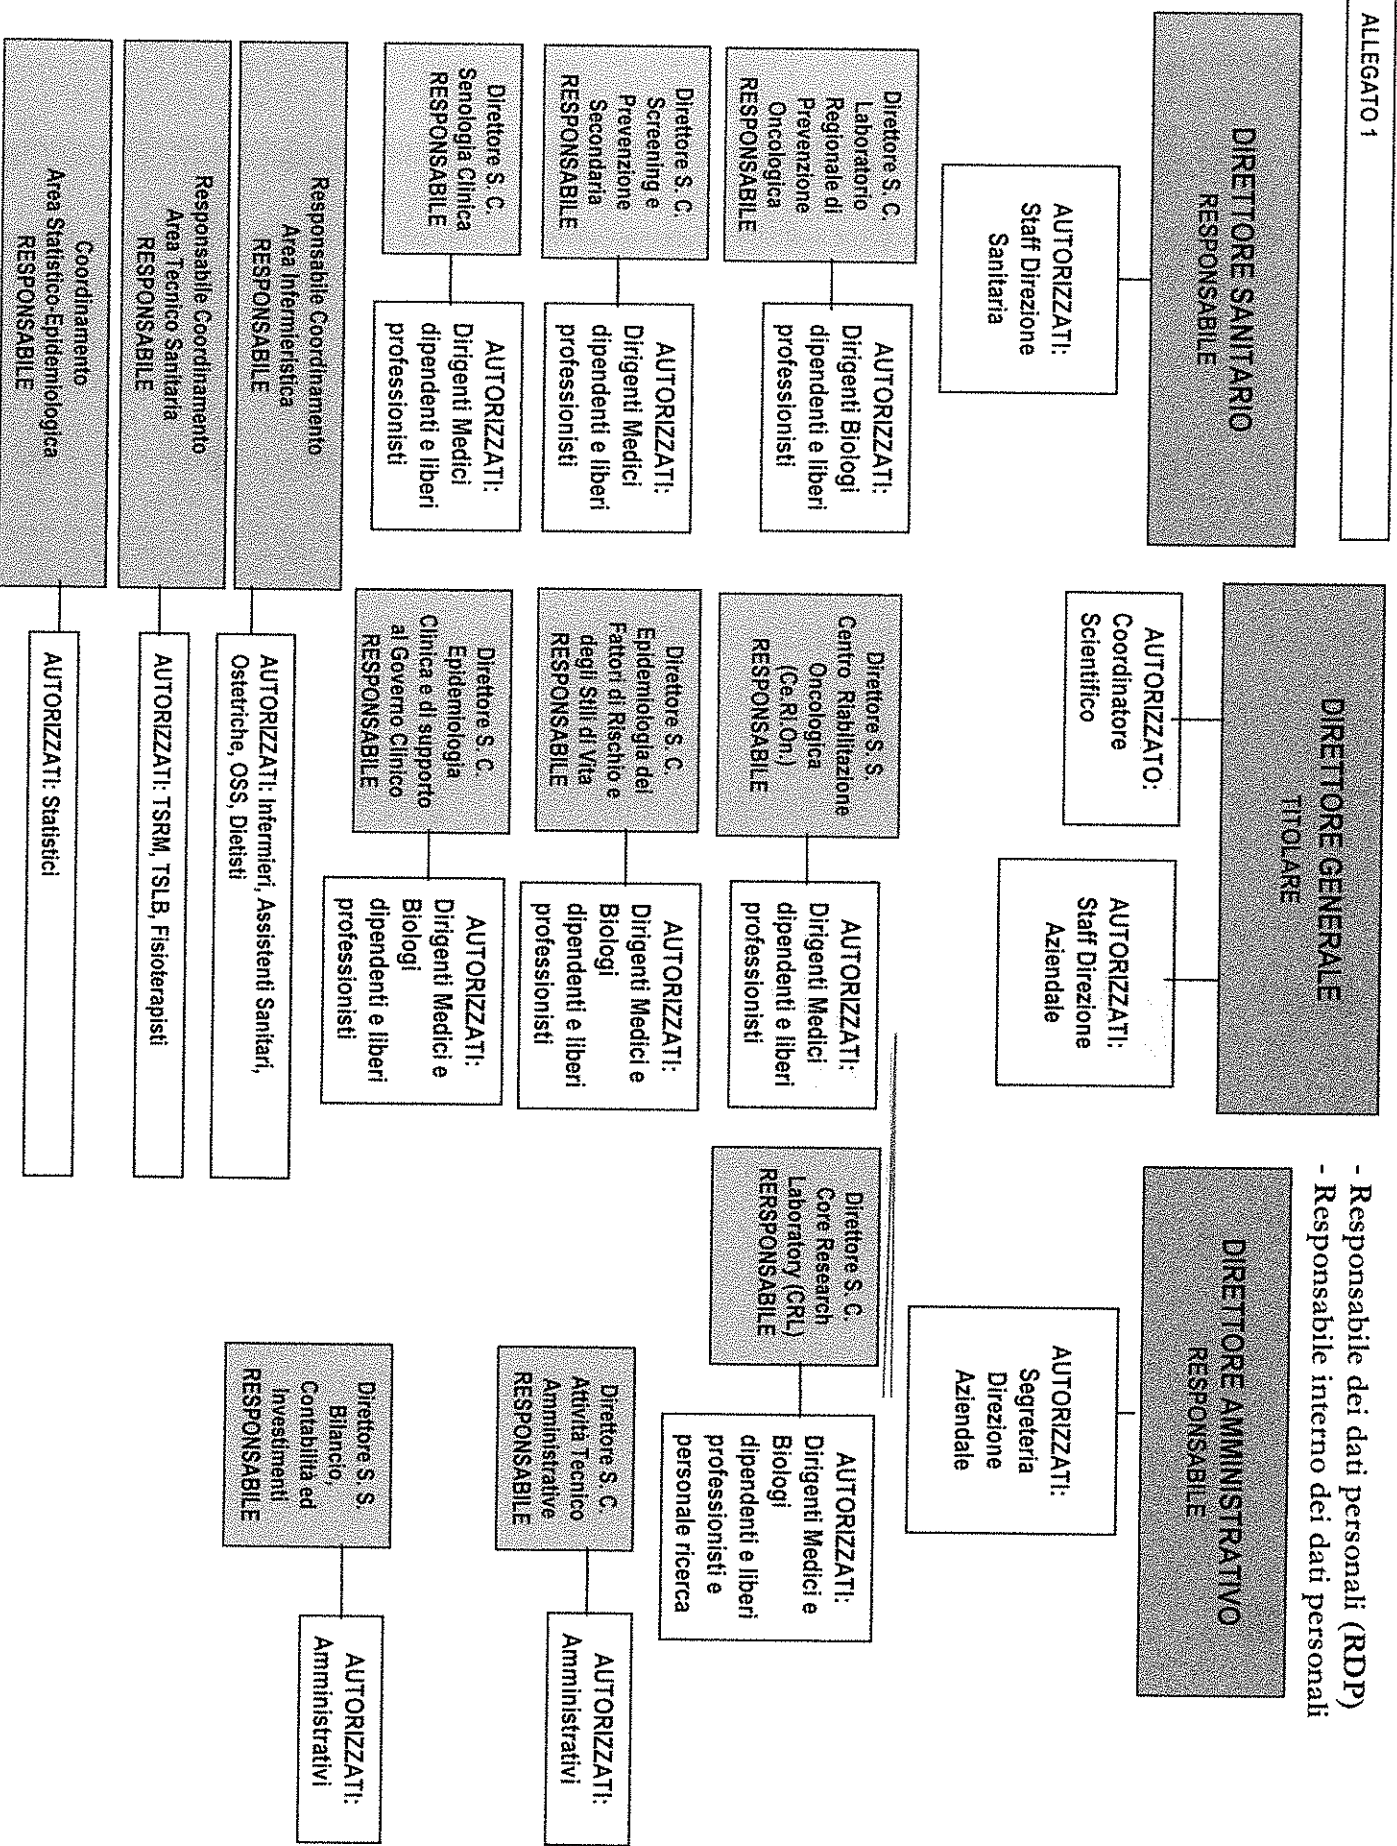 ALLEGATO 1
- Responsabile dei dati personali (RDP)
- Responsabile interno dei dati personali
DIRETTORE SANITARIO
RESPONSABILE
DIRETTORE GENERALE
TITOLARE
DIRETTORE AMMINISTRATIVO
RESPONSABILE
AUTORIZZATI:
Staff Direzione
Sanitaria
AUTORIZZATO:
Coordinatore
Scientifico
AUTORIZZATI:
Staff Direzione
Aziendale
AUTORIZZATI:
Segreteria
Direzione
Aziendale
Direttore S. C.
Laboratorio
Regionale di
Prevenzione
Oncologica
RESPONSABILE
AUTORIZZATI:
Dirigenti Biologi
dipendenti e liberi
professionisti
Direttore S. S.
Centro Riabilitazione
Oncologica
(Ce.RI.On.)
RESPONSABILE
AUTORIZZATI:
Dirigenti Medici
dipendenti e liberi
professionisti
Direttore S. C.
Core Research
Laboratory (CRL)
RERSPONSABILE
AUTORIZZATI:
Dirigenti Medici e
Biologi
dipendenti e liberi
professionisti e
personale ricerca
Direttore S. C.
Screening e
Prevenzione
Secondaria
RESPONSABILE
AUTORIZZATI:
Dirigenti Medici
dipendenti e liberi
professionisti
Direttore S. C.
Epidemiolologia dei
Fattori di Rischio e
degli Stili di Vita
RESPONSABILE
AUTORIZZATI:
Dirigenti Medici e
Biologi
dipendenti e liberi
professionisti
Direttore S. C.
Attività Tecnico
Amministrative
RESPONSABILE
AUTORIZZATI:
Amministrativi
Direttore S. C.
Senologia Clinica
RESPONSABILE
AUTORIZZATI:
Dirigenti Medici
dipendenti e liberi
professionisti
Direttore S. C.
Epidemiologia
Clinica e di supporto
al Governo Clinico
RESPONSABILE
AUTORIZZATI:
Dirigenti Medici e
Biologi
dipendenti e liberi
professionisti
Direttore S. S.
Bilancio,
Contabilità ed
Investimenti
RESPONSABILE
AUTORIZZATI:
Amministrativi
Responsabile Coordinamento
Area Infermieristica
RESPONSABILE
AUTORIZZATI: Infermieri, Assistenti Sanitari,
Ostetriche, OSS, Dietisti
Responsabile Coordinamento
Area Tecnico Sanitaria
RESPONSABILE
AUTORIZZATI: TSRM, TSLB, Fisioterapisti
Coordinamento
Area Statistico-Epidemiologica
RESPONSABILE
AUTORIZZATI: Statistici